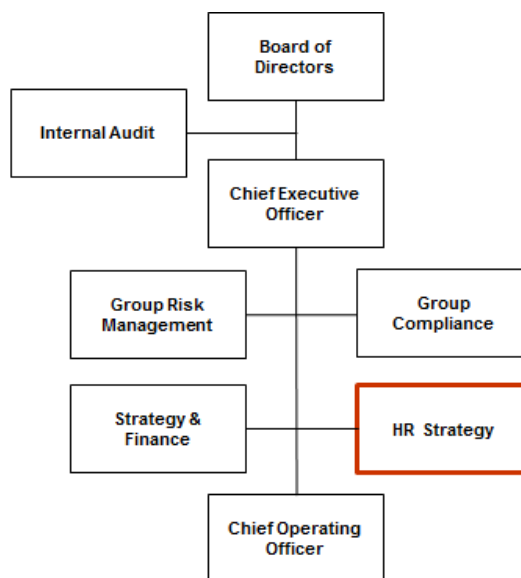 Board of
Directors
Internal Audit
Chief Executive
Officer
Group Risk
Management
Group
Compliance
Strategy &
Finance
HR Strategy
Chief Operating
Officer